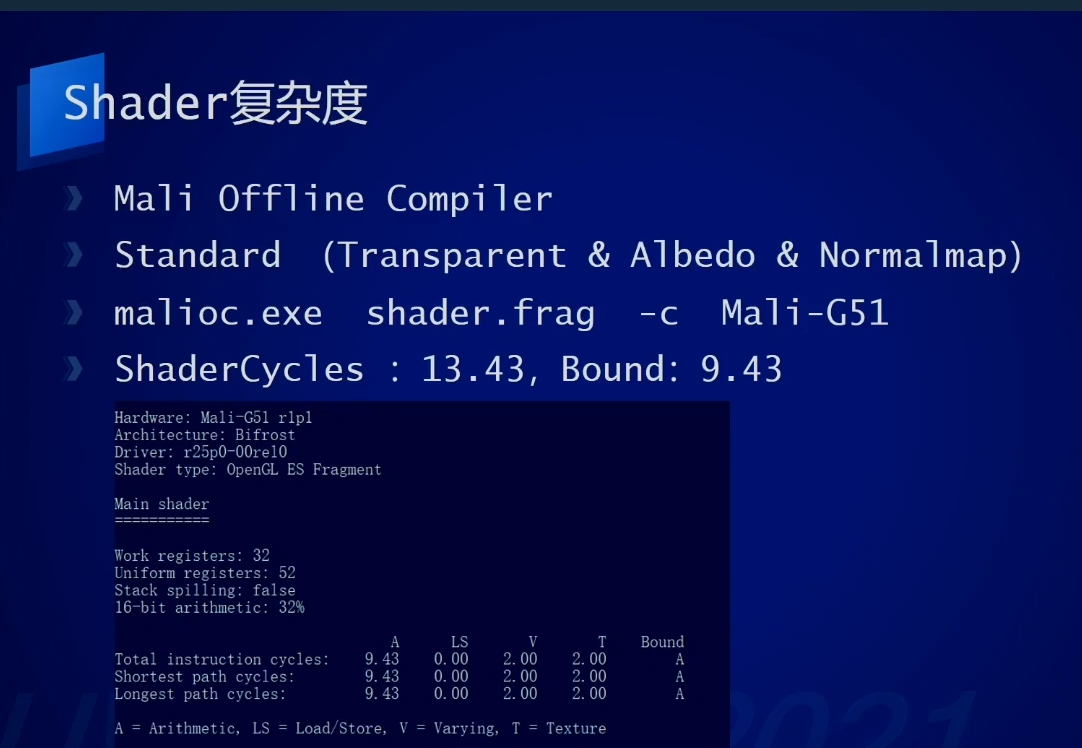 Shader复杂度
Mali Offline Compiler
Standard (Transparent & Albedo & Normalmap)
malioc.exe shader.frag -c Mali-G51
ShaderCycles : 13.43, Bound: 9.43
Hardware: Mali-G51 r1p1
Architecture: Bifrost
Driver: r25p0-00rel0
Shader type: OpenGL ES Fragment
Main shader
===========
Work registers: 32
Uniform registers: 52
Stack spilling: false
16-bit arithmetic: 32%
A LS V T Bound
Total instruction cycles: 9.43 0.00 2.00 2.00 A
Shortest path cycles: 9.43 0.00 2.00 2.00 A
Longest path cycles: 9.43 0.00 2.00 2.00 A
A = Arithmetic, LS = Load/Store, V = Varying, T = Texture
2021